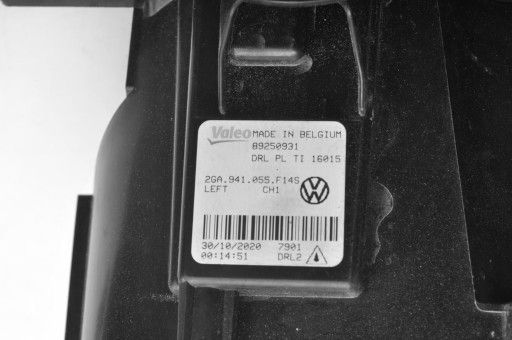 Valeo MADE IN BELGIUM
89250931
DRL PL TI 16015
2GA.941.055.F14S
LEFT CH1
30/10/2020 7901
00:14:51 DRL2